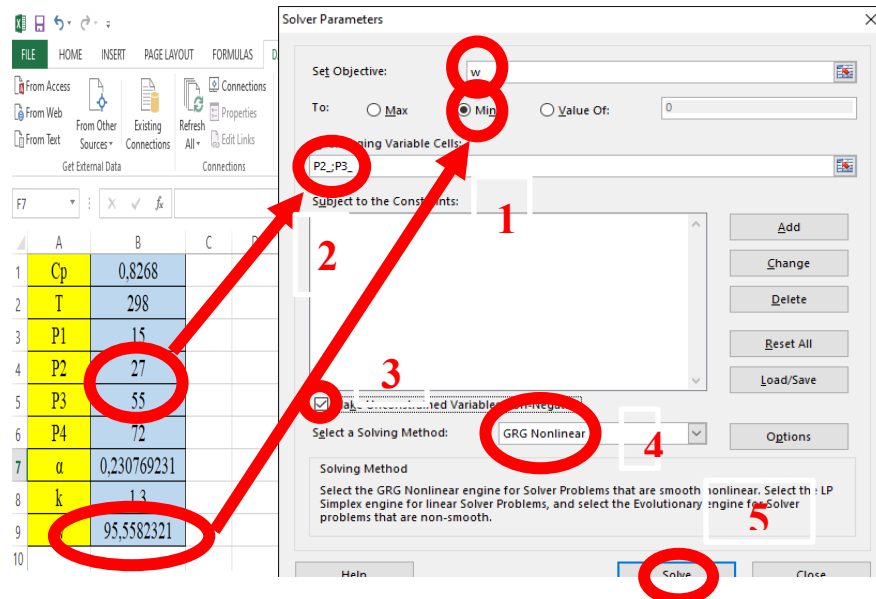 FILE HOME INSERT PAGE LAYOUT FORMULAS D
From Access
From Web
From Text
From Other
Sources
Existing
Connections
Refresh
All
Connections
Properties
Edit Links
Get External Data
Connections
F7
fx
A B C
1 Cp 0,8268
2 T 298
3 P1 15
4 P2 27
5 P3 55
6 P4 72
7 α 0,230769231
8 k 1,3
9 95,5582321
10
Solver Parameters
Set Objective:
w
To:
Max
Min
Value Of:
0
Changing Variable Cells:
P2_;P3_
Subject to the Constraints:
1
2
Add
Change
Delete
Reset All
Load/Save
3
Unconstrained Variables
Select a Solving Method:
GRG Nonlinear
4
Options
Solving Method
Select the GRG Nonlinear engine for Solver Problems that are smooth nonlinear. Select the LP
Simplex engine for linear Solver Problems, and select the Evolutionary engine for Solver
problems that are non-smooth.
5
Help
Solve
Close